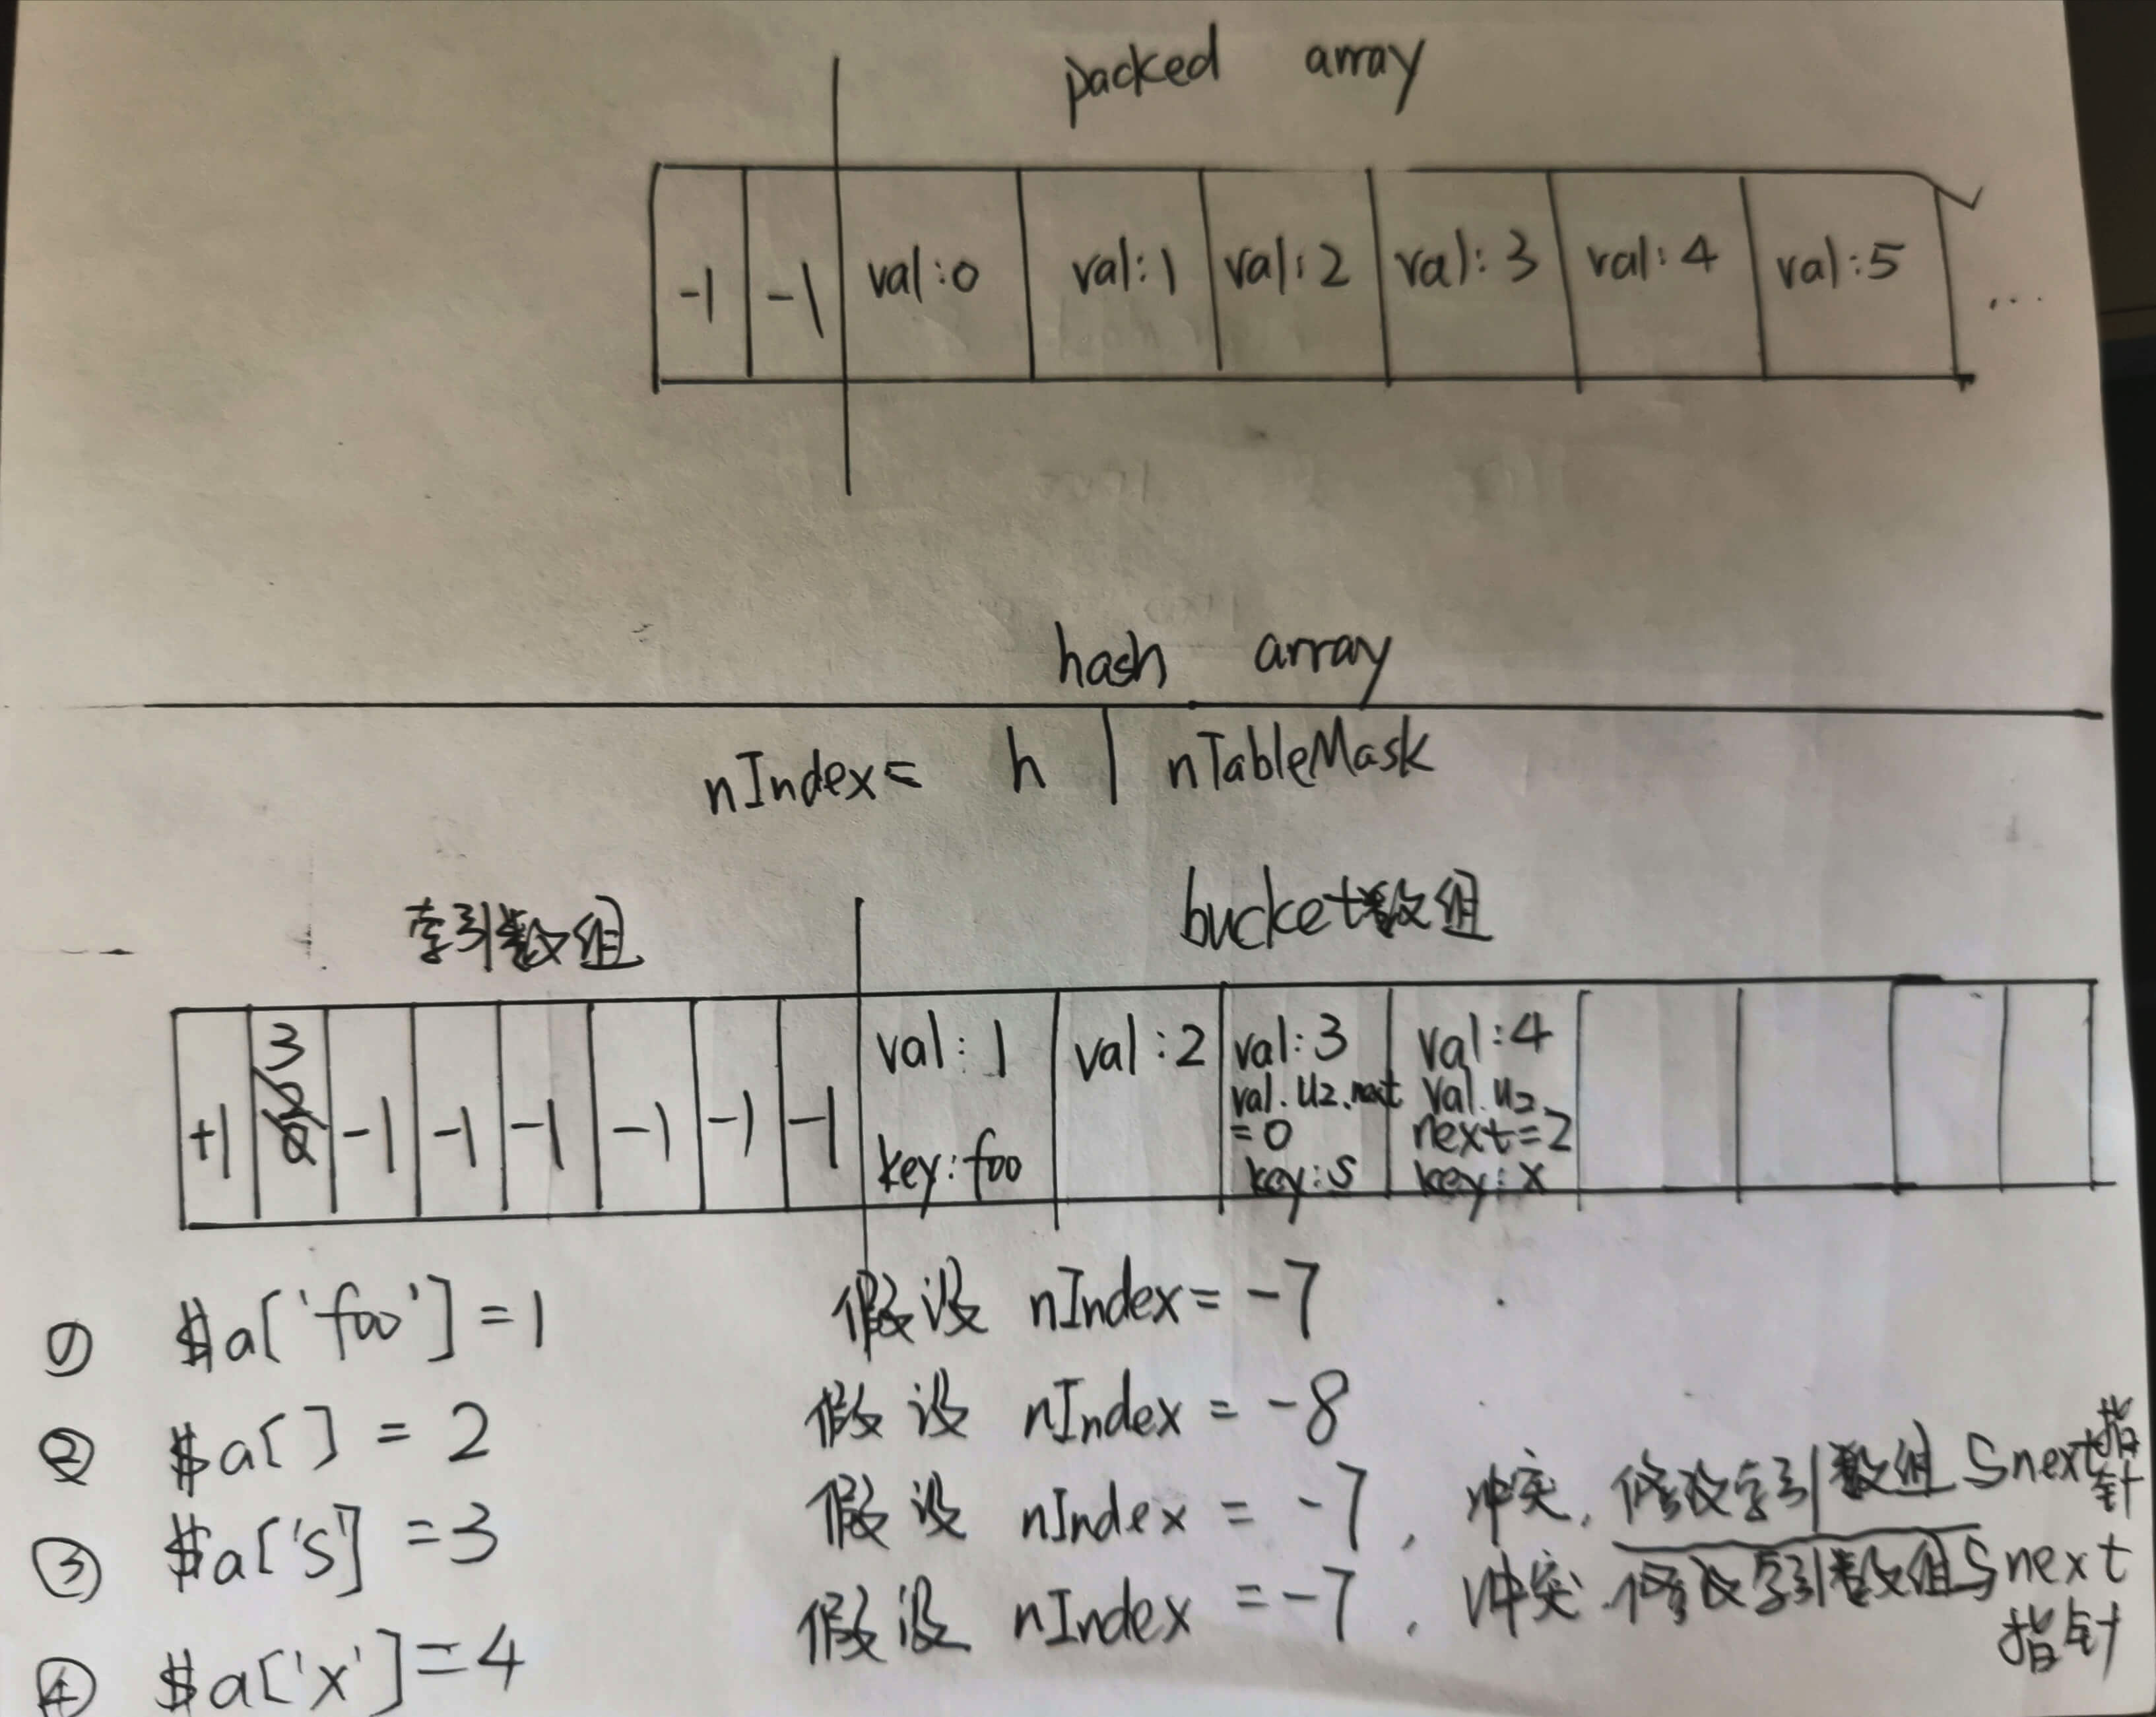 packed array
-1 -1 val:0 val:1 val:2 val:3 val:4 val:5 ...
hash array
nIndex= h | nTableMask
索引数组 bucket数组
+1 3 2 0 -1 -1 -1 -1 -1 -1
val:1
key:foo
val:2
val:3
val.u2.next
=0
key:s
val:4
val.u2.
next=2
key:x
① $a['foo']=1 假设 nIndex=-7
② $a[]=2 假设 nIndex=-8
③ $a['s']=3 假设 nIndex=-7, 冲突, 修改索引数组与next指针
④ $a['x']=4 假设 nIndex=-7, 冲突. 修改索引数组与next
指针